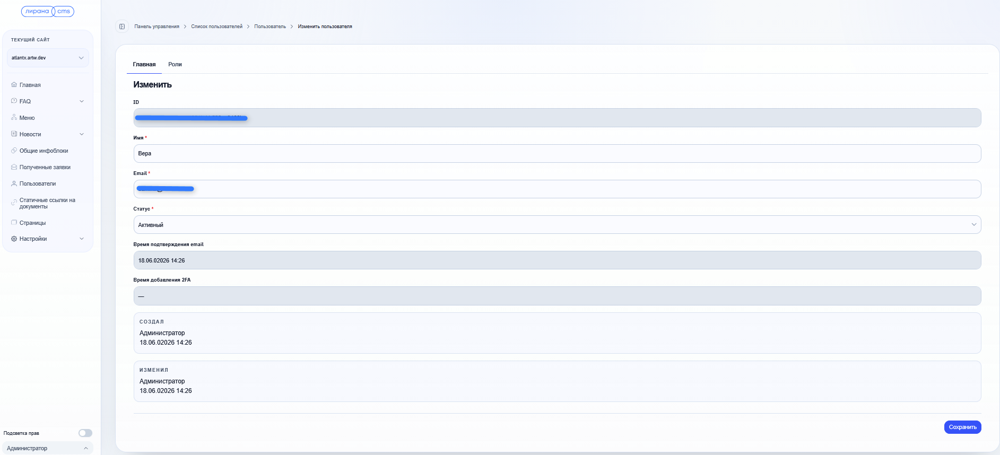 лирана cms
ТЕКУЩИЙ САЙТ
atlantx.artw.dev
Главная
FAQ
Меню
Новости
Общие инфоблоки
Полученные заявки
Пользователи
Статичные ссылки на
документы
Страницы
Настройки
Подсветка прав
Администратор
Панель управления > Список пользователей > Пользователь > Изменить пользователя
Главная Роли
Изменить
ID
Имя *
Вера
Email *
Статус *
Активный
Время подтверждения email
18.06.02026 14:26
Время добавления 2FA
—
СОЗДАЛ
Администратор
18.06.02026 14:26
ИЗМЕНИЛ
Администратор
18.06.02026 14:26
Сохранить